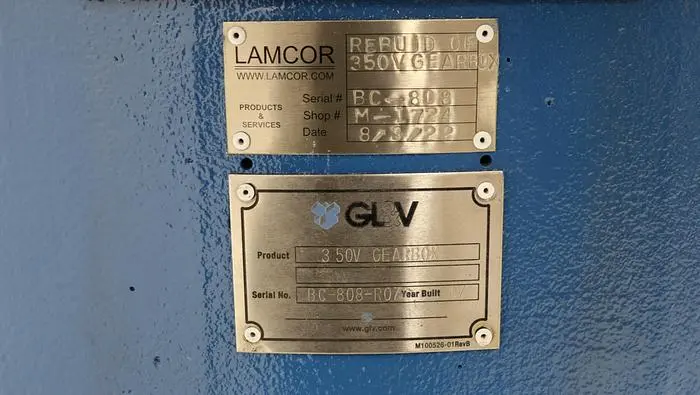 LAMCOR
WWW.LAMCOR.COM
PRODUCTS
&
SERVICES
REBUILD OF
350V GEARBOX
Serial # BC-808
Shop # M-1724
Date 8/3/22
GL&V
Product 350V GEARBOX
Serial No. BC-808-R07 Year Built
www.glv.com
M100526-01RevB